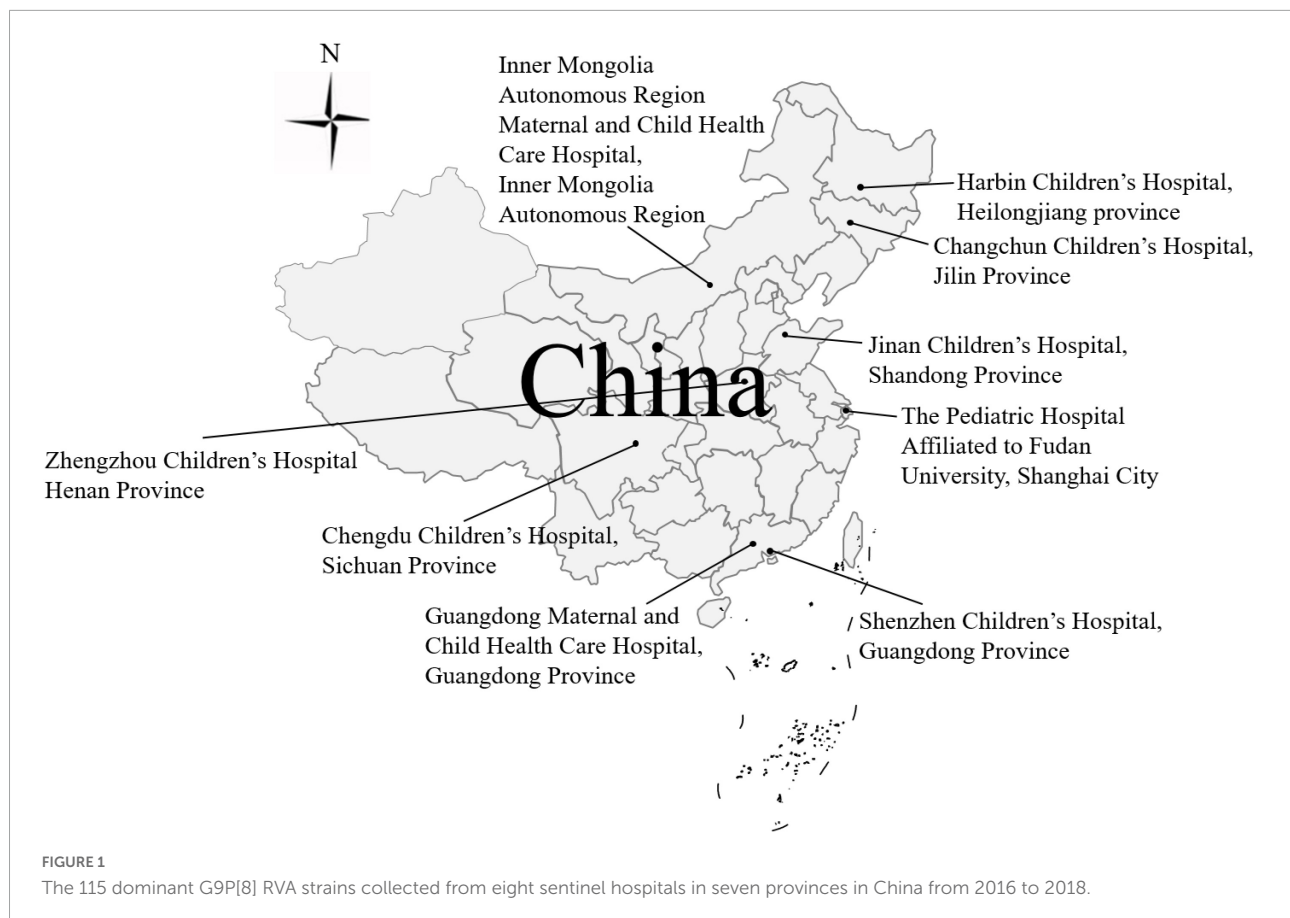 N
Inner Mongolia
Autonomous Region
Maternal and Child Health
Care Hospital,
Inner Mongolia
Autonomous Region
Harbin Children's Hospital,
Heilongjiang province
Changchun Children's Hospital,
Jilin Province
Jinan Children's Hospital,
Shandong Province
China
The Pediatric Hospital
Affiliated to Fudan
University, Shanghai City
Zhengzhou Children's Hospital
Henan Province
Chengdu Children's Hospital,
Sichuan Province
Guangdong Maternal and
Child Health Care Hospital,
Guangdong Province
Shenzhen Children's Hospital,
Guangdong Province
FIGURE 1
The 115 dominant G9P[8] RVA strains collected from eight sentinel hospitals in seven provinces in China from 2016 to 2018.